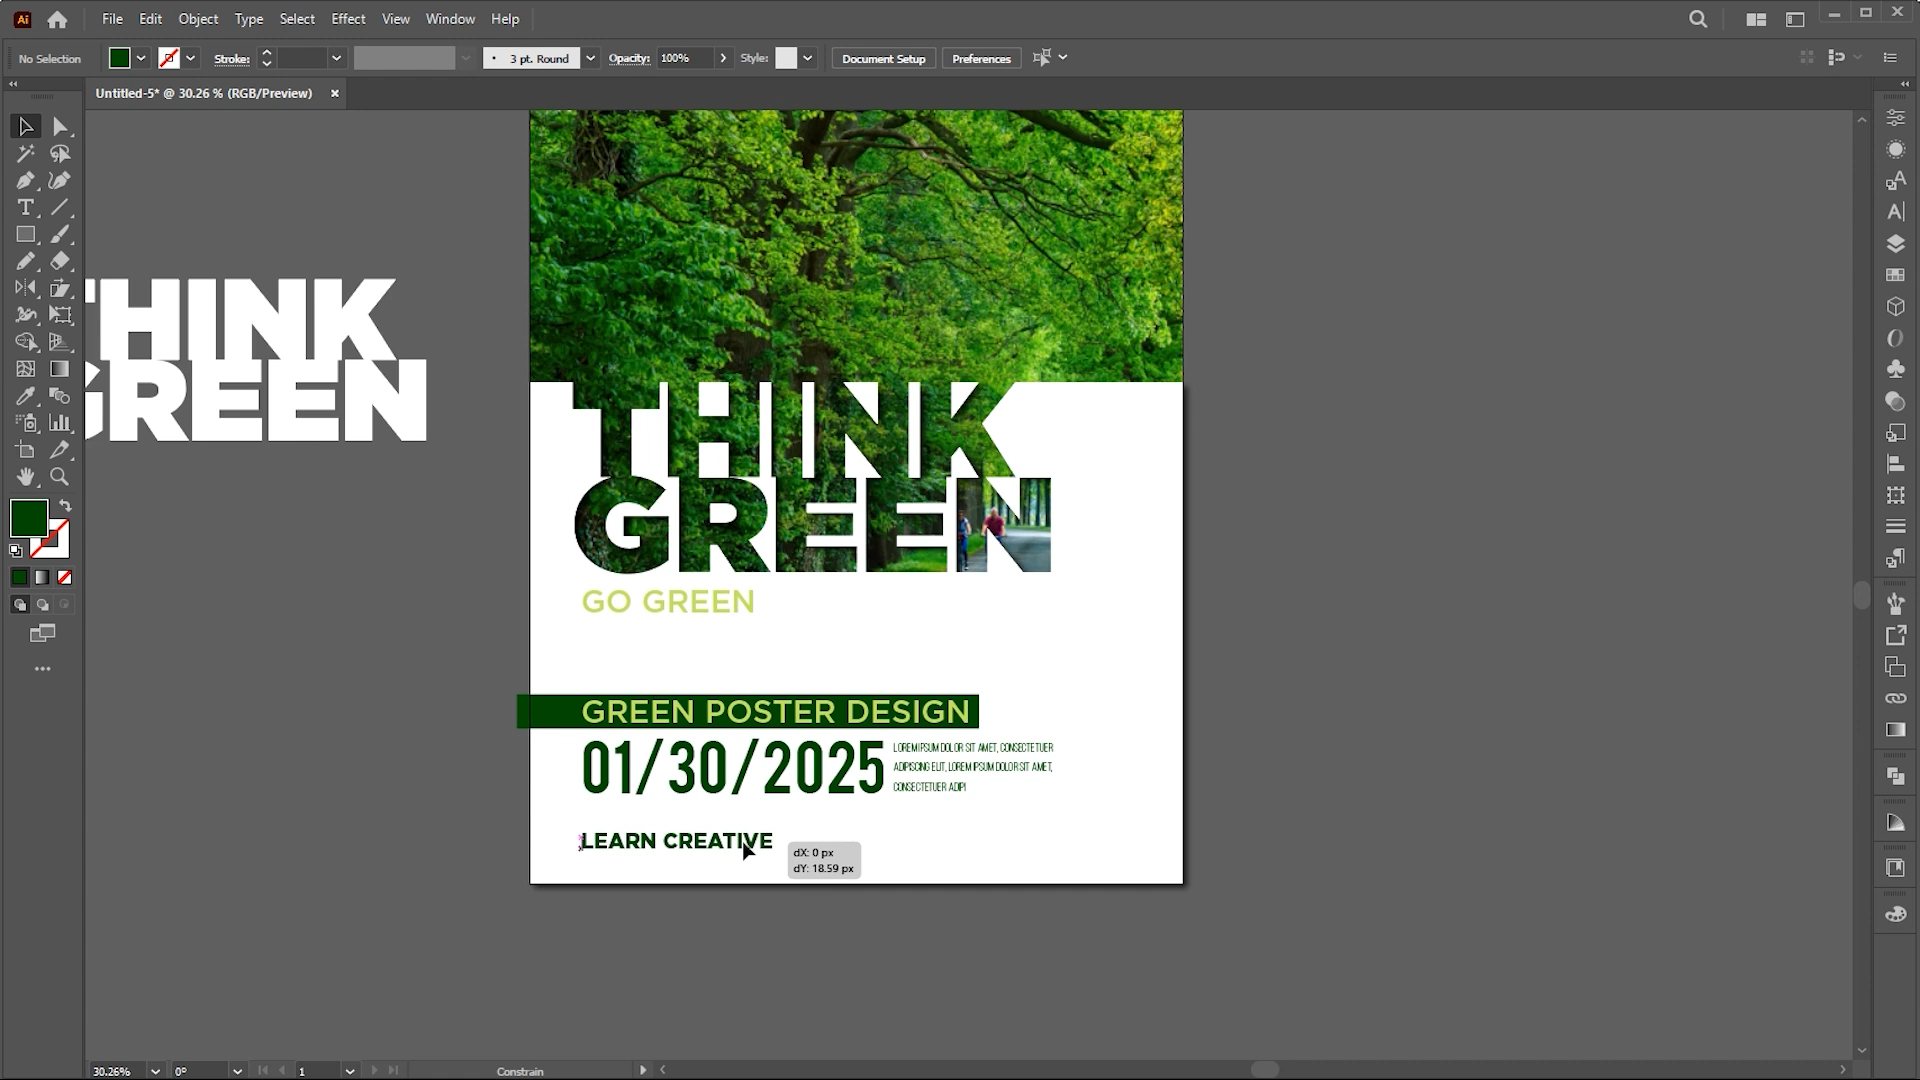 Ai File Edit Object Type Select Effect View Window Help
No Selection Stroke: 3 pt. Round Opacity: 100% Style: Document Setup Preferences
Untitled-5* @ 30.26 % (RGB/Preview)
THINK
GREEN
THINK
GREEN
GO GREEN
GREEN POSTER DESIGN
01/30/2025
LOREM IPSUM DOLOR SIT AMET, CONSECTETUER
ADIPISCING ELIT, LOREM IPSUM DOLOR SIT AMET,
CONSECTETUER ADIPI
LEARN CREATIVE
dX: 0 px
dY: 18.59 px
30.26% 0° 1 Constrain